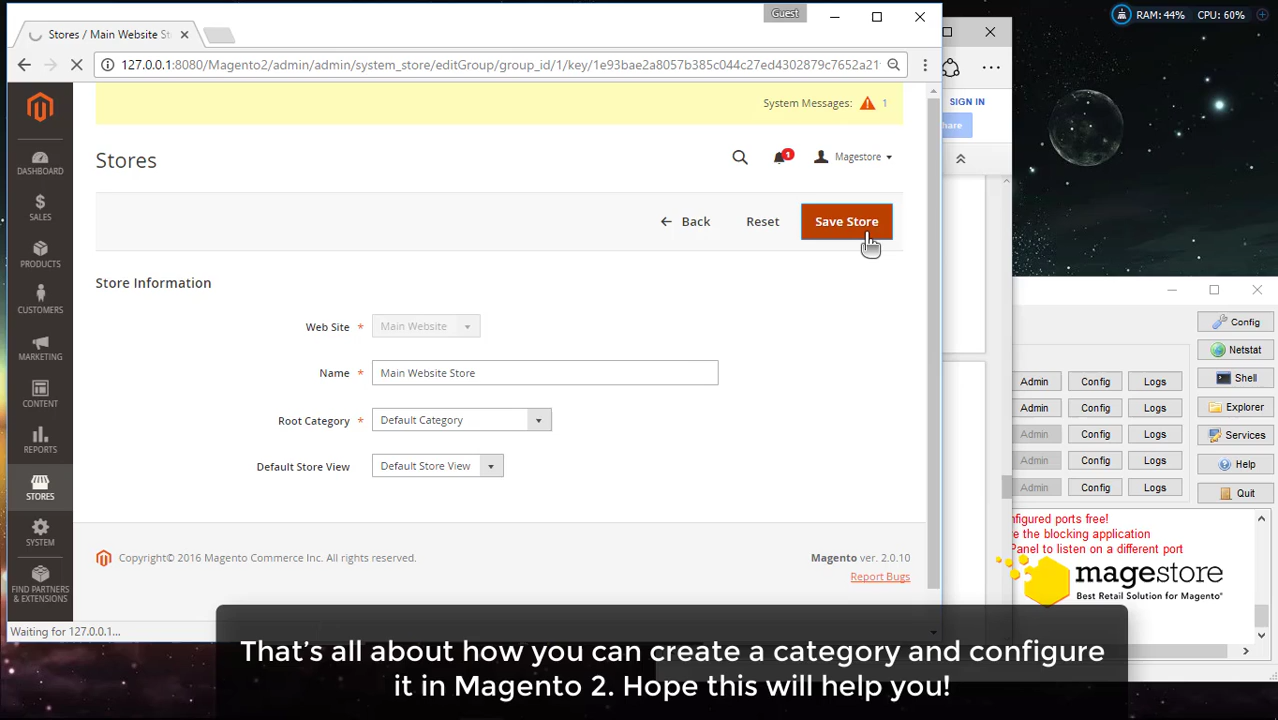 Guest
RAM: 44% CPU: 60%
Stores / Main Website St
127.0.0.1:8080/Magento2/admin/admin/system_store/editGroup/group_id/1/key/1e93bae2a8057b385c044c27ed4302879c7652a21
SIGN IN
hare
System Messages: 1
Stores
1
Magestore
Back
Reset
Save Store
Store Information
Web Site * Main Website
Name * Main Website Store
Root Category * Default Category
Default Store View Default Store View
DASHBOARD
SALES
PRODUCTS
CUSTOMERS
MARKETING
CONTENT
REPORTS
STORES
SYSTEM
FIND PARTNERS
& EXTENSIONS
Copyright© 2016 Magento Commerce Inc. All rights reserved.
Magento ver. 2.0.10
Report Bugs
Waiting for 127.0.0.1...
Config
Netstat
Admin Config Logs Shell
Admin Config Logs Explorer
Admin Config Logs Services
Admin Config Logs Help
Admin Config Logs Quit
nfigured ports free!
e the blocking application
Panel to listen on a different port
magestore
Best Retail Solution for Magento®
That's all about how you can create a category and configure
it in Magento 2. Hope this will help you!